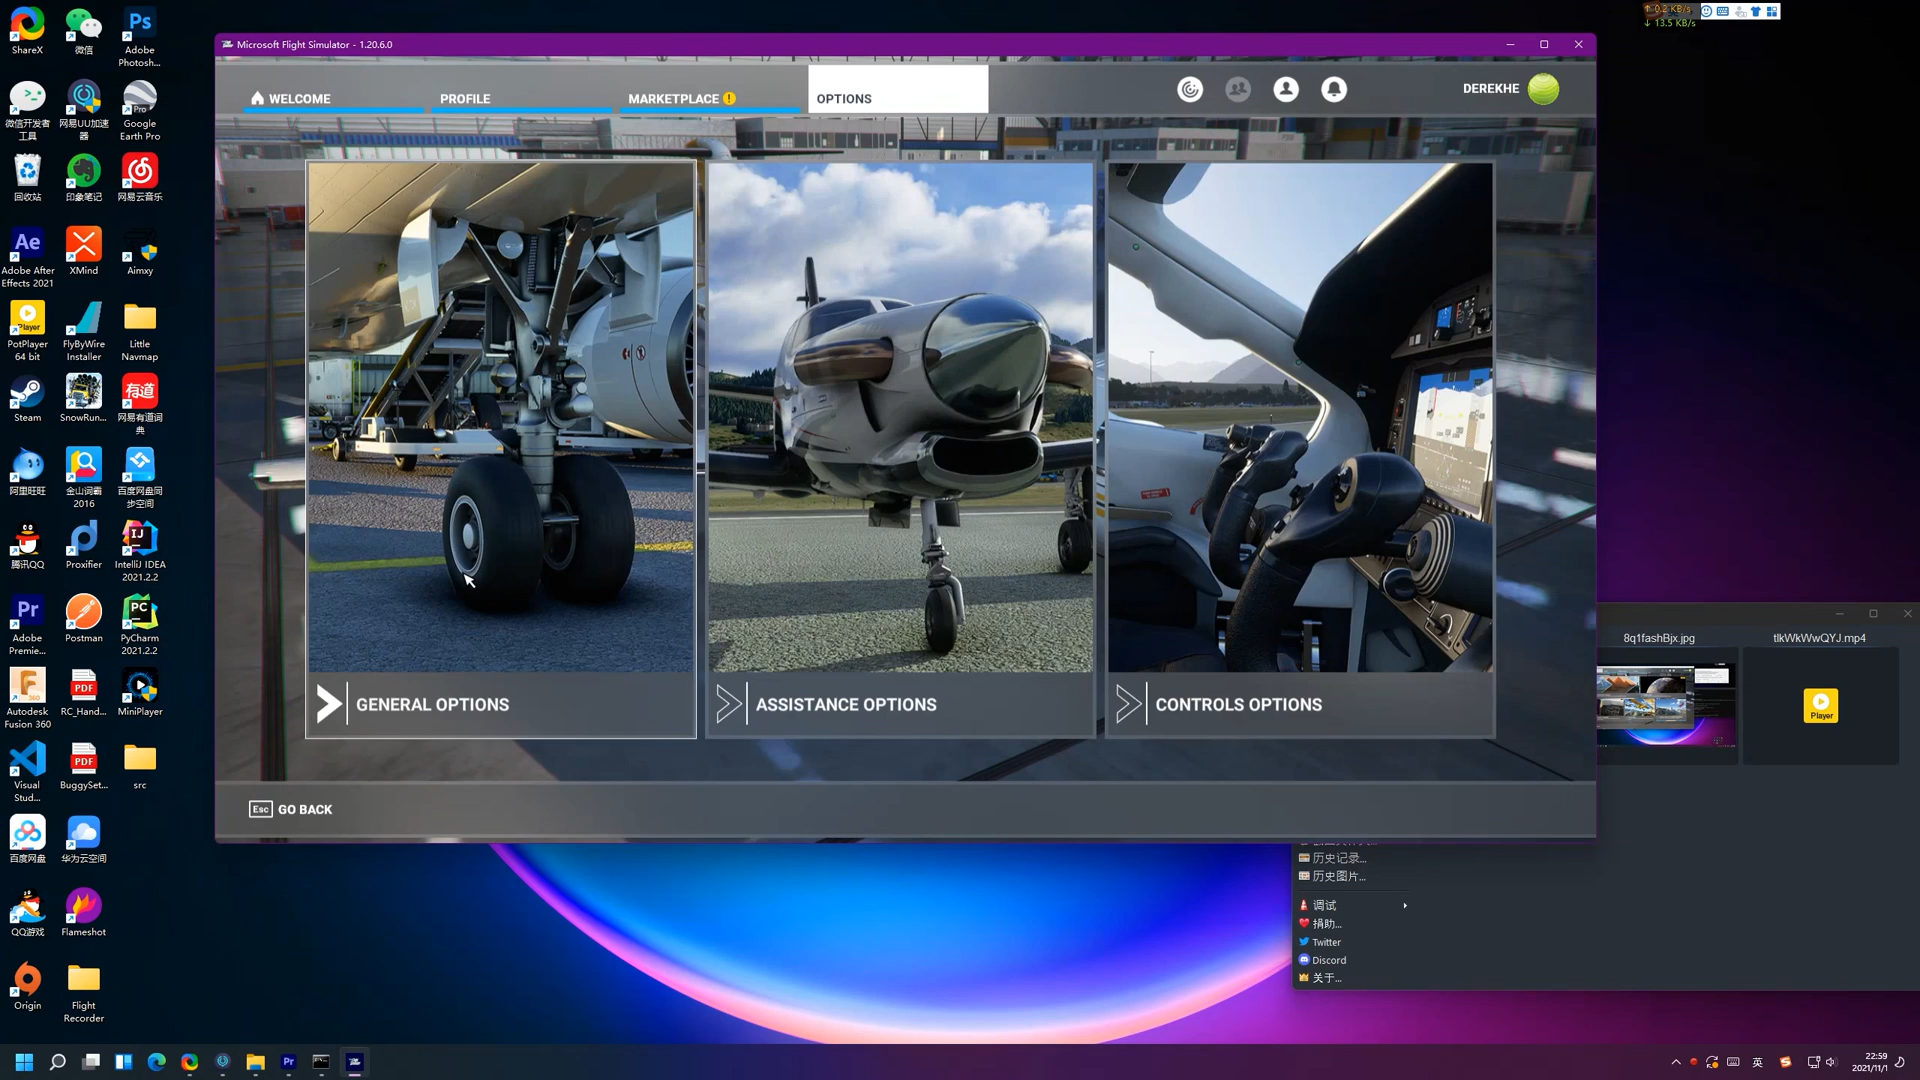 ShareX
微信
Adobe
Photosh...
微信开发者
工具
网易UU加速
器
Google
Earth Pro
回收站
印象笔记
网易云音乐
Adobe After
Effects 2021
XMind
Aimxy
PotPlayer
64 bit
FlyByWire
Installer
Little
Navmap
Steam
SnowRun...
网易有道词
典
阿里旺旺
金山词霸
2016
百度网盘同
步空间
腾讯QQ
Proxifier
IntelliJ IDEA
2021.2.2
Adobe
Premie...
Postman
PyCharm
2021.2.2
Autodesk
Fusion 360
RC_Hand...
MiniPlayer
Visual
Stud...
BuggySet...
src
百度网盘
华为云空间
QQ游戏
Flameshot
Origin
Flight
Recorder
Microsoft Flight Simulator - 1.20.6.0
WELCOME
PROFILE
MARKETPLACE
OPTIONS
DEREKHE
GENERAL OPTIONS
ASSISTANCE OPTIONS
CONTROLS OPTIONS
Esc GO BACK
↑ 0.2 KB/s
↓ 13.5 KB/s
8q1fashBjx.jpg
tlkWkWwQYJ.mp4
Player
历史记录...
历史图片...
调试
捐助...
Twitter
Discord
关于...
英
22:59
2021/11/1